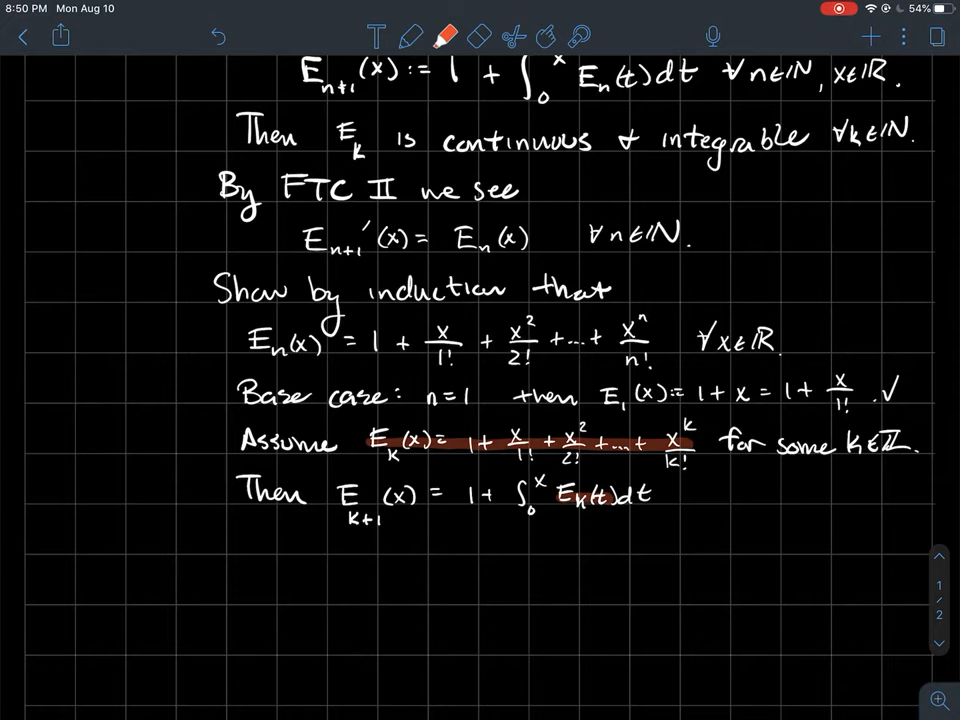 8:50 PM Mon Aug 10 54%
E_{n+1}(x) := 1 + ∫_0^x E_n(t)dt ∀n∈ℕ, x∈ℝ.
Then E_k is continuous & integrable ∀k∈ℕ.
By FTC II we see
E_{n+1}'(x) = E_n(x) ∀n∈ℕ.
Show by induction that
E_n(x) = 1 + x/1! + x^2/2! + ... + x^n/n! ∀x∈ℝ.
Base case: n=1 then E_1(x) := 1 + x = 1 + x/1! . ✓
Assume E_k(x) = 1 + x/1! + x^2/2! + ... + x^k/k! for some k∈ℤ.
Then E_{k+1}(x) = 1 + ∫_0^x E_k(t)dt
1
/
2